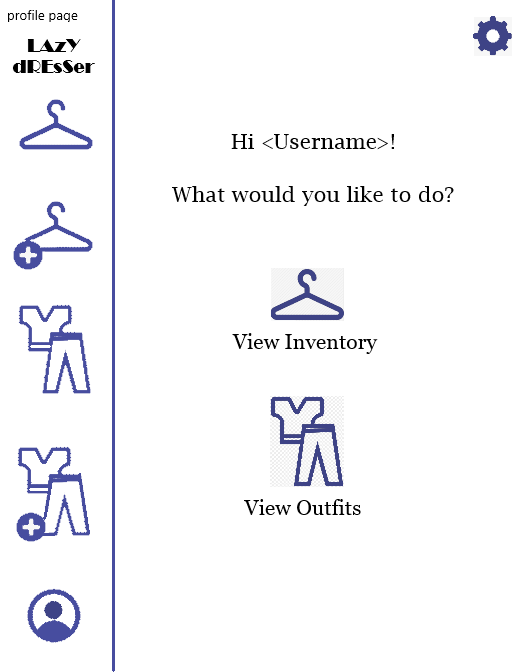 profile page
LAzY
dREsSer
Hi <Username>!
What would you like to do?
View Inventory
View Outfits